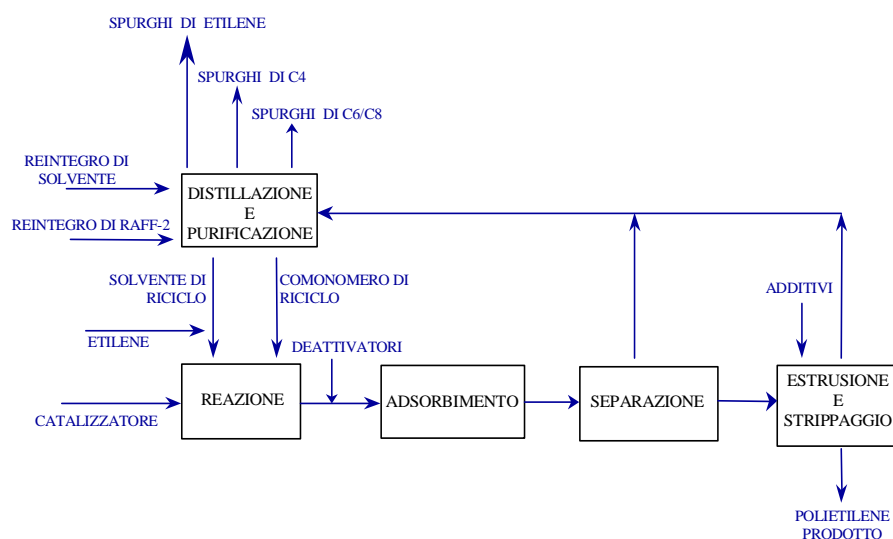 SPURGHI DI ETILENE
SPURGHI DI C4
SPURGHI DI C6/C8
REINTEGRO DI
SOLVENTE
DISTILLAZIONE
E
PURIFICAZIONE
REINTEGRO DI RAFF-2
SOLVENTE DI
RICICLO
COMONOMERO DI
RICICLO
ADDITIVI
ETILENE
DEATTIVATORI
REAZIONE
ADSORBIMENTO
SEPARAZIONE
ESTRUSIONE
E
STRIPPAGGIO
CATALIZZATORE
POLIETILENE
PRODOTTO